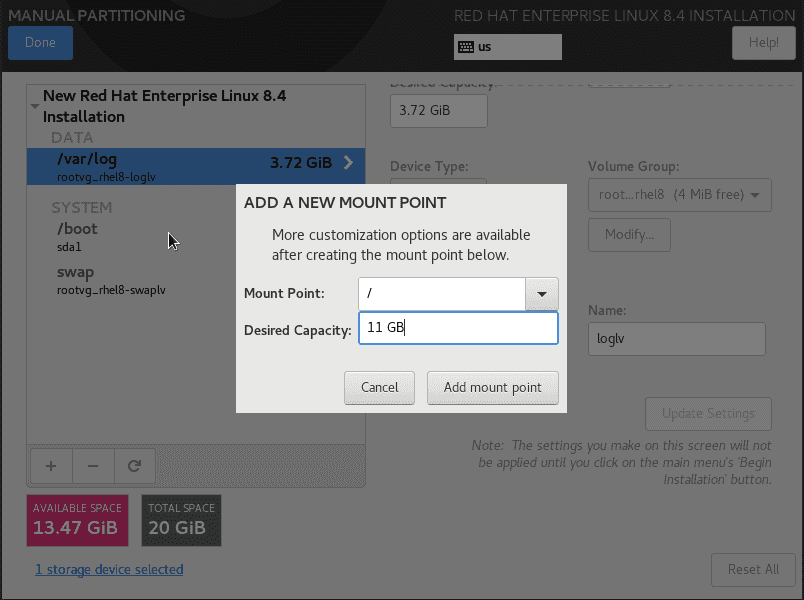 MANUAL PARTITIONING
RED HAT ENTERPRISE LINUX 8.4 INSTALLATION
Done
us
Help!
New Red Hat Enterprise Linux 8.4
Installation
DATA
/var/log
3.72 GiB
rootvg_rhel8-loglv
SYSTEM
/boot
sda1
swap
rootvg_rhel8-swaplv
Desired Capacity:
3.72 GiB
Device Type:
Volume Group:
root...rhel8 (4 MiB free)
Modify...
ADD A NEW MOUNT POINT
More customization options are available
after creating the mount point below.
Mount Point:
/
Desired Capacity:
11 GB
Cancel
Add mount point
Name:
loglv
Update Settings
Note: The settings you make on this screen will not
be applied until you click on the main menu's 'Begin
Installation' button.
AVAILABLE SPACE
13.47 GiB
TOTAL SPACE
20 GiB
1 storage device selected
Reset All